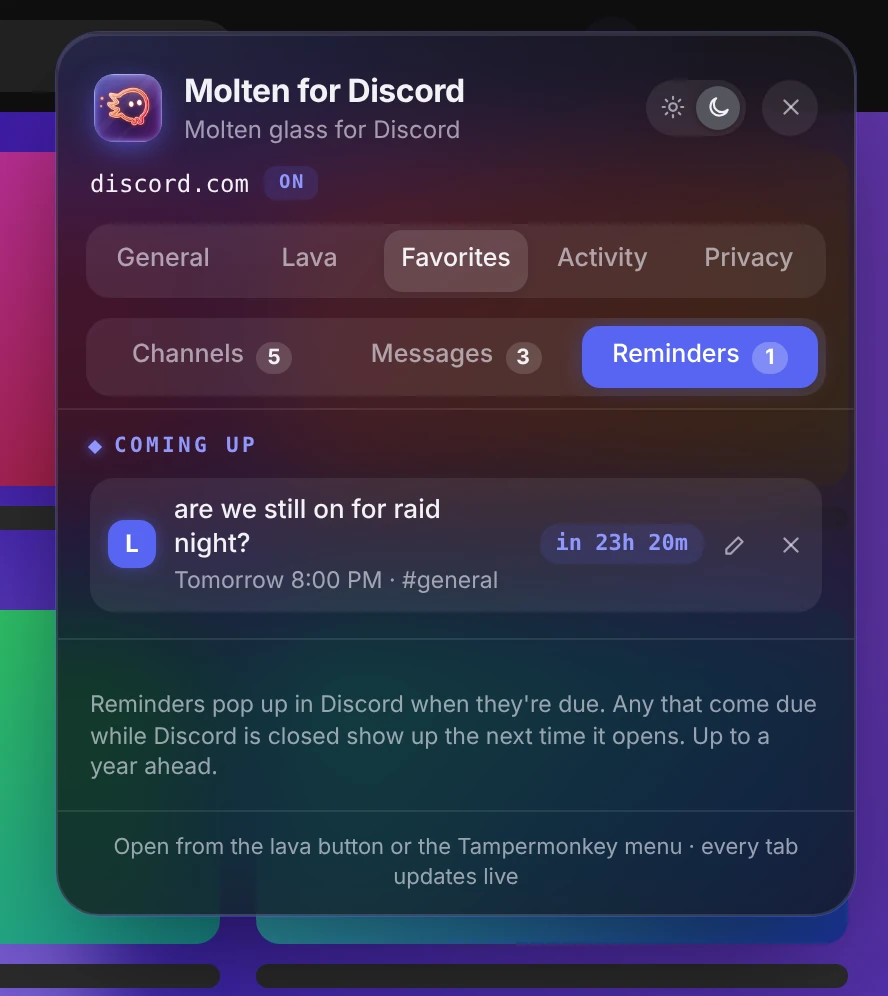 Molten for Discord
Molten glass for Discord
discord.com ON
General Lava Favorites Activity Privacy
Channels 5 Messages 3 Reminders 1
◆ COMING UP
L
are we still on for raid
night?
in 23h 20m
Tomorrow 8:00 PM · #general
Reminders pop up in Discord when they're due. Any that come due
while Discord is closed show up the next time it opens. Up to a
year ahead.
Open from the lava button or the Tampermonkey menu · every tab
updates live